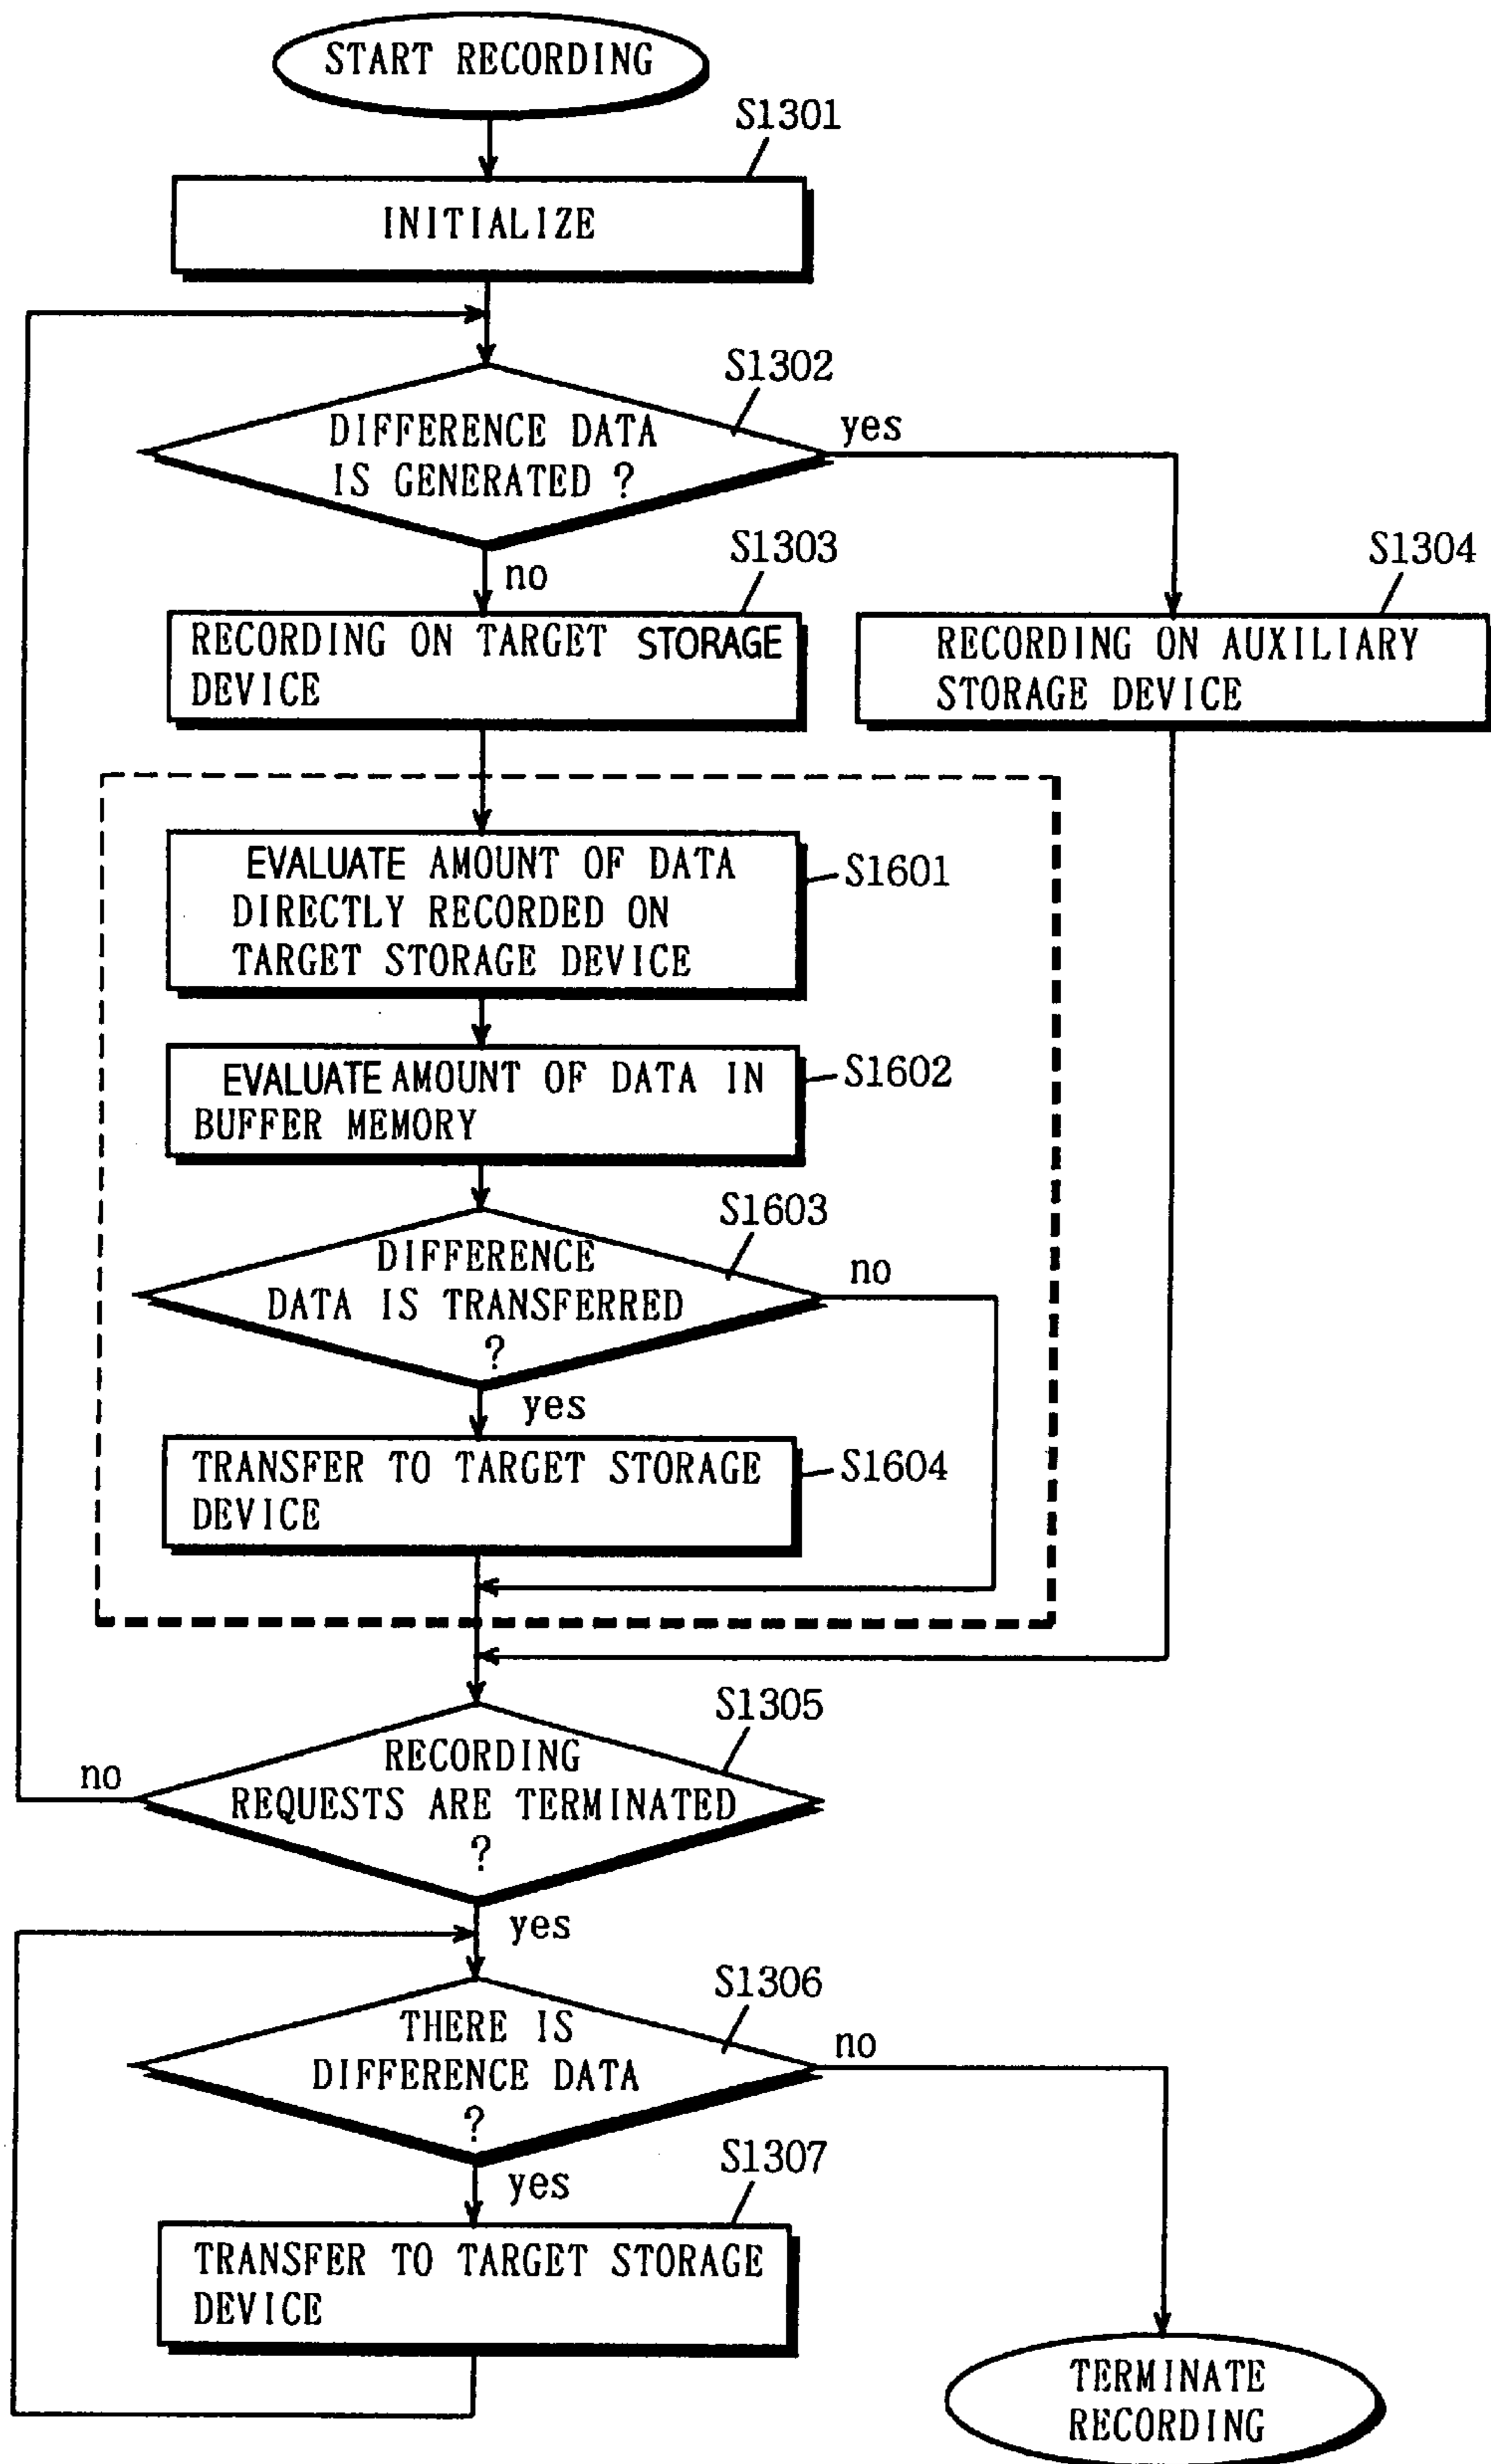 START RECORDING
S1301
INITIALIZE
S1302
DIFFERENCE DATA
IS GENERATED ?
yes
no
S1303
S1304
RECORDING ON TARGET STORAGE
DEVICE
RECORDING ON AUXILIARY
STORAGE DEVICE
EVALUATE AMOUNT OF DATA
DIRECTLY RECORDED ON
TARGET STORAGE DEVICE
S1601
EVALUATE AMOUNT OF DATA IN
BUFFER MEMORY
S1602
S1603
DIFFERENCE
DATA IS TRANSFERRED
?
no
yes
TRANSFER TO TARGET STORAGE
DEVICE
S1604
S1305
RECORDING
REQUESTS ARE TERMINATED
?
no
yes
S1306
THERE IS
DIFFERENCE DATA
?
no
yes
S1307
TRANSFER TO TARGET STORAGE
DEVICE
TERMINATE
RECORDING